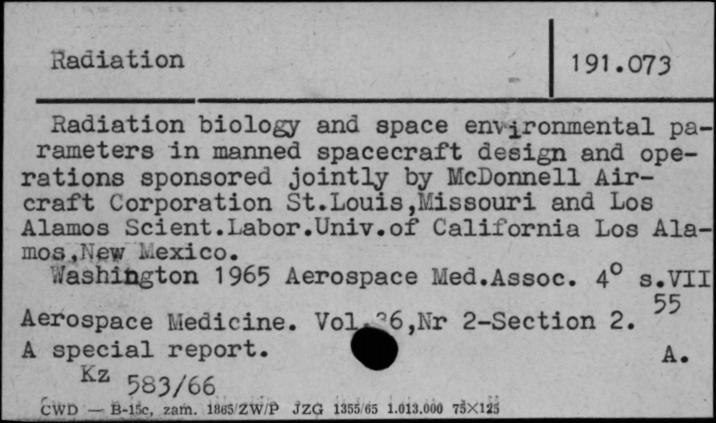 Radiation
191.073
Radiation biology and space environmental pa-
rameters in manned spacecraft design and ope-
rations sponsored jointly by McDonnell Air-
craft Corporation St.Louis,Missouri and Los
Alamos Scient.Labor.Univ.of California Los Ala-
mos,New Mexico.
Washington 1965 Aerospace Med.Assoc. 4° s.VII
55
Aerospace Medicine. Vol.36,Nr 2-Section 2.
A special report.
A.
Kz 583/66
CWD — B-15c, zam. 1865/ZW/P JZG 1355/65 1.013.000 75×125